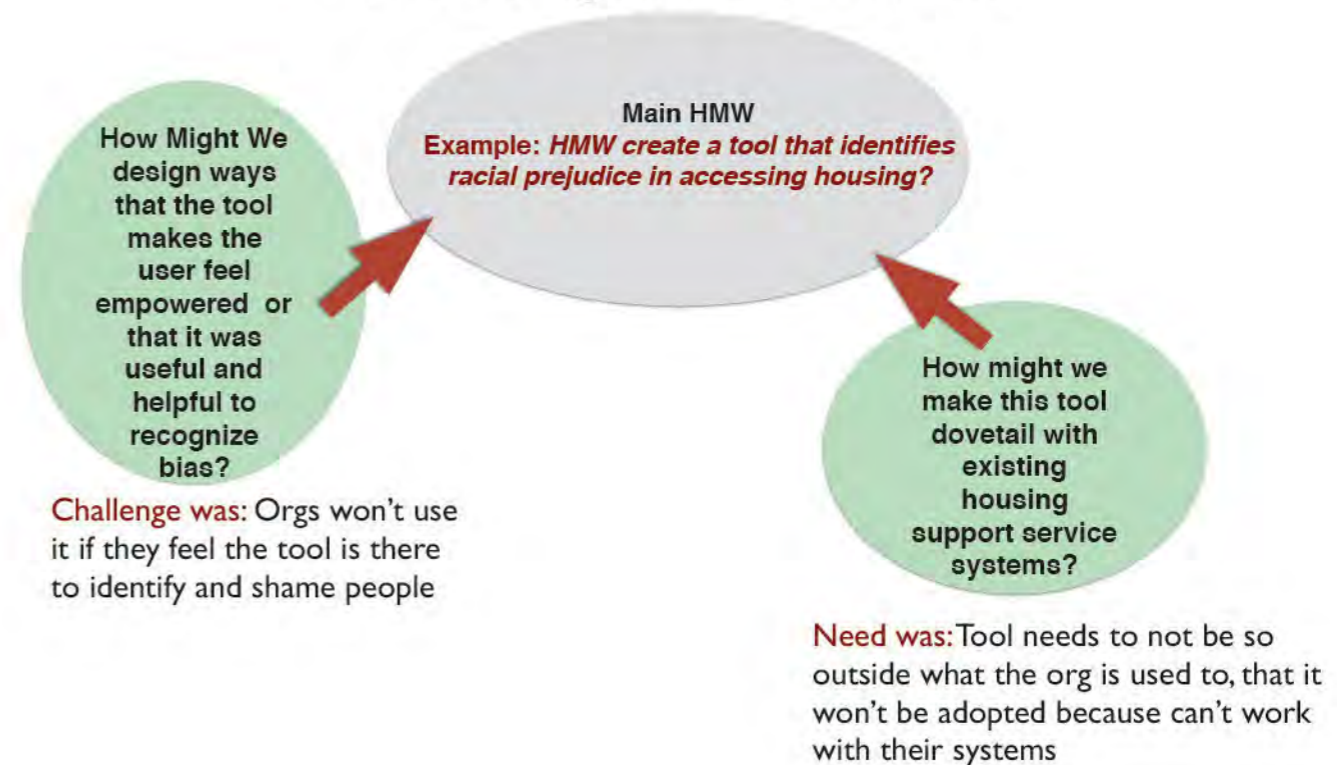 Main HMW
Example: HMW create a tool that identifies
racial prejudice in accessing housing?
How Might We
design ways
that the tool
makes the
user feel
empowered or
that it was
useful and
helpful to
recognize
bias?
Challenge was: Orgs won't use
it if they feel the tool is there
to identify and shame people
How might we
make this tool
dovetail with
existing
housing
support service
systems?
Need was: Tool needs to not be so
outside what the org is used to, that it
won't be adopted because can't work
with their systems